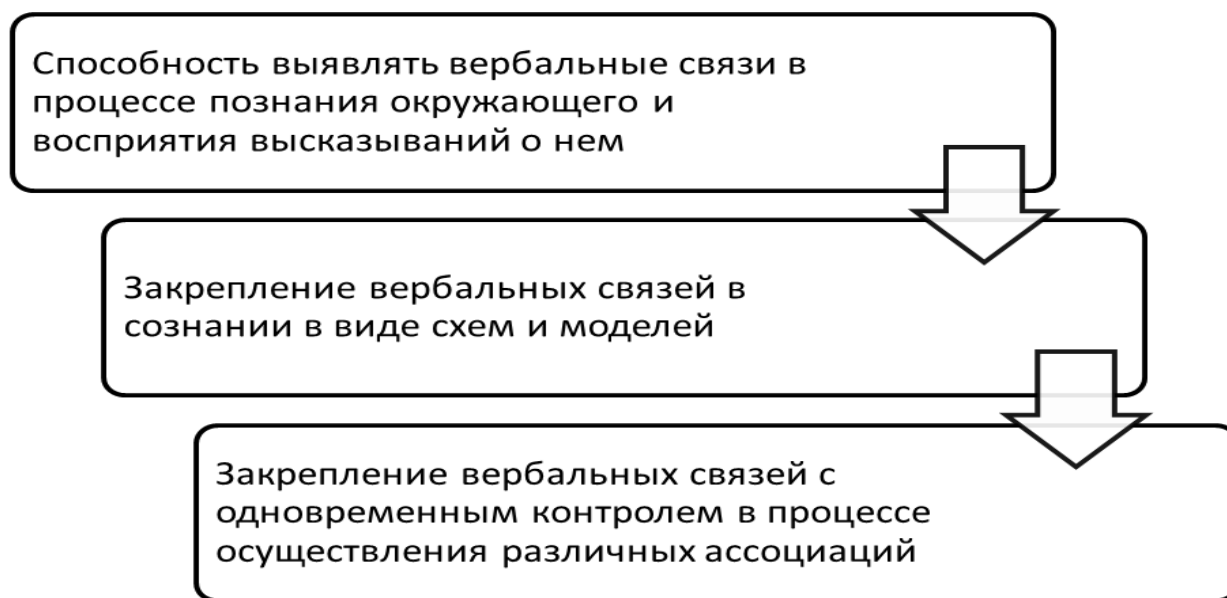 Способность выявлять вербальные связи в
процессе познания окружающего и
восприятия высказываний о нем
Закрепление вербальных связей в
сознании в виде схем и моделей
Закрепление вербальных связей с
одновременным контролем в процессе
осуществления различных ассоциаций